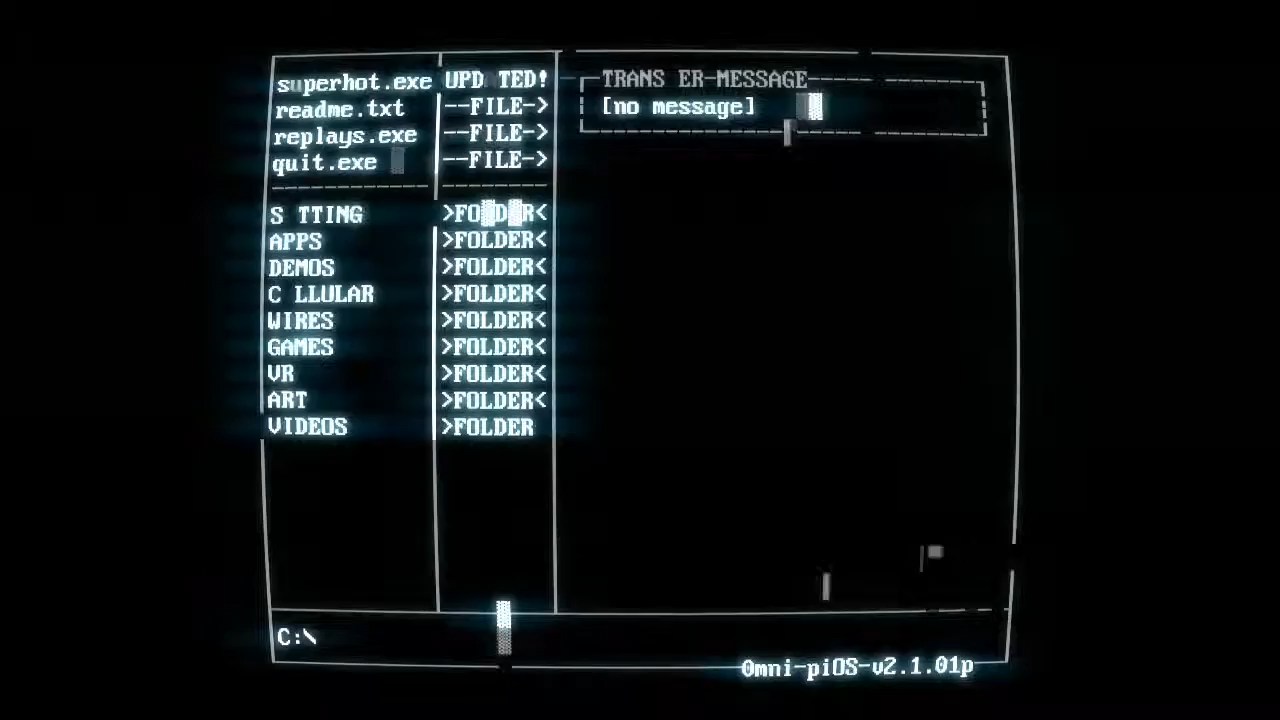 superhot.exe UPD TED!
readme.txt --FILE->
replays.exe --FILE->
quit.exe --FILE->
S TTING >FO D R<
APPS >FOLDER<
DEMOS >FOLDER<
C LLULAR >FOLDER<
WIRES >FOLDER<
GAMES >FOLDER<
VR >FOLDER<
ART >FOLDER<
VIDEOS >FOLDER
TRANS ER-MESSAGE
[no message]
C:\
Omni-piOS-v2.1.01p